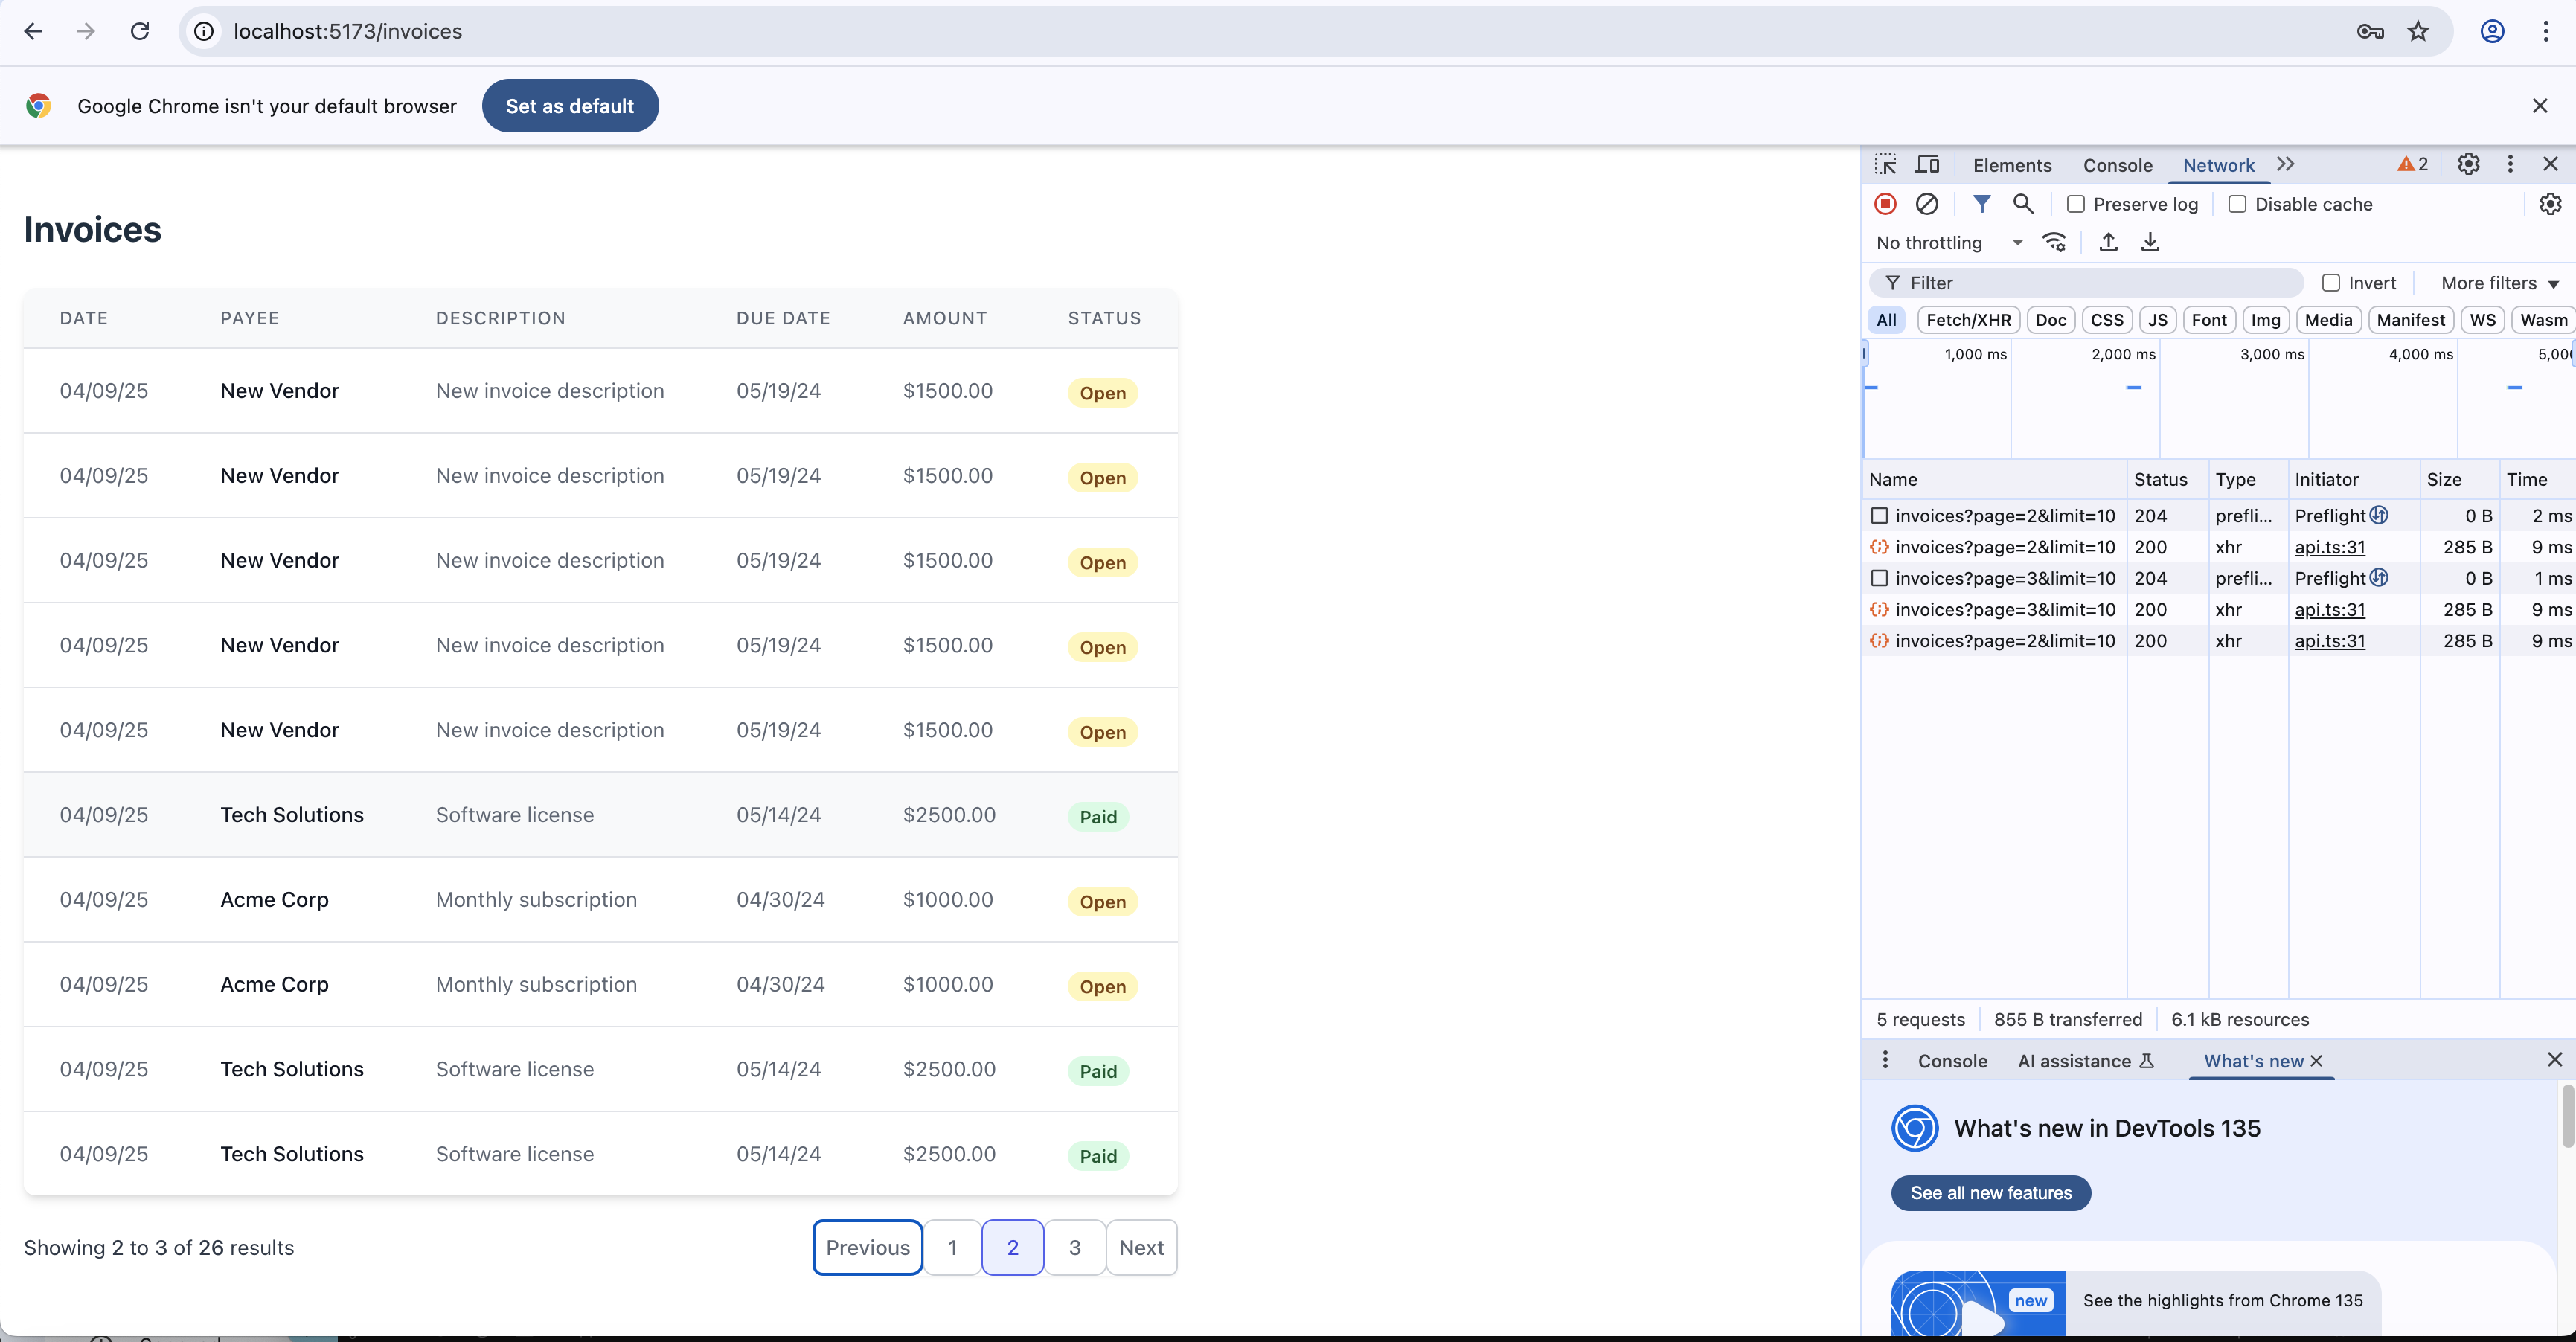 localhost:5173/invoices
Google Chrome isn't your default browser Set as default
Invoices
DATE PAYEE DESCRIPTION DUE DATE AMOUNT STATUS
04/09/25 New Vendor New invoice description 05/19/24 $1500.00 Open
04/09/25 New Vendor New invoice description 05/19/24 $1500.00 Open
04/09/25 New Vendor New invoice description 05/19/24 $1500.00 Open
04/09/25 New Vendor New invoice description 05/19/24 $1500.00 Open
04/09/25 New Vendor New invoice description 05/19/24 $1500.00 Open
04/09/25 Tech Solutions Software license 05/14/24 $2500.00 Paid
04/09/25 Acme Corp Monthly subscription 04/30/24 $1000.00 Open
04/09/25 Acme Corp Monthly subscription 04/30/24 $1000.00 Open
04/09/25 Tech Solutions Software license 05/14/24 $2500.00 Paid
04/09/25 Tech Solutions Software license 05/14/24 $2500.00 Paid
Showing 2 to 3 of 26 results Previous 1 2 3 Next
Elements Console Network 2
Preserve log Disable cache
No throttling
Filter Invert More filters
All Fetch/XHR Doc CSS JS Font Img Media Manifest WS Wasm
1,000 ms 2,000 ms 3,000 ms 4,000 ms
Name Status Type Initiator Size Time
invoices?page=2&limit=10 204 prefli... Preflight 0 B 2 ms
invoices?page=2&limit=10 200 xhr api.ts:31 285 B 9 ms
invoices?page=3&limit=10 204 prefli... Preflight 0 B 1 ms
invoices?page=3&limit=10 200 xhr api.ts:31 285 B 9 ms
invoices?page=2&limit=10 200 xhr api.ts:31 285 B 9 ms
5 requests 855 B transferred 6.1 kB resources
Console AI assistance What's new
What's new in DevTools 135
See all new features
new See the highlights from Chrome 135